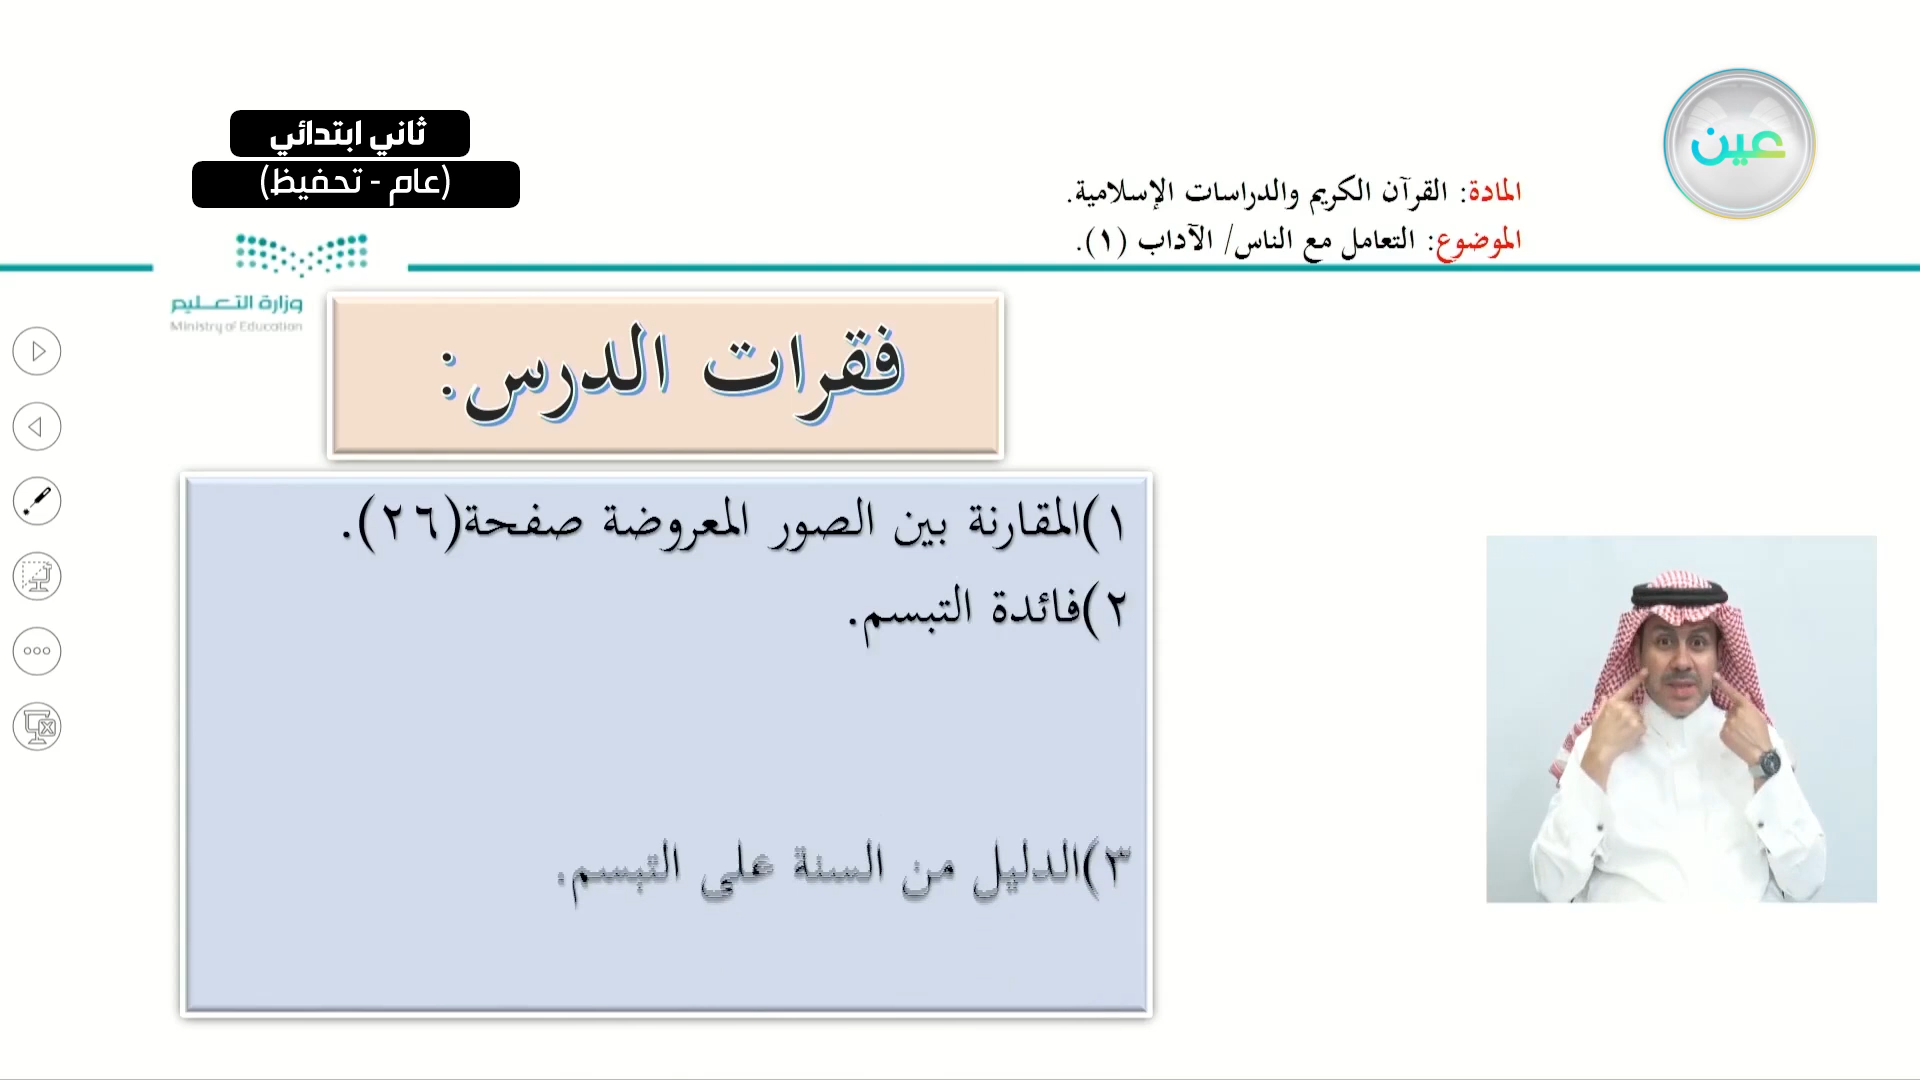 عين
ثاني ابتدائي
(عام - تحفيظ)
المادة: القرآن الكريم والدراسات الإسلامية.
الموضوع: التعامل مع الناس/ الآداب (١).
وزارة التعـــليم
Ministry of Education
فقرات الدرس:
١)المقارنة بين الصور المعروضة صفحة(٢٦).
٢)فائدة التبسم.
٣)الدليل من السنة على التبسم.